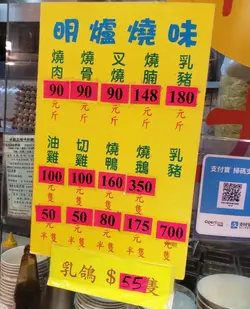 明爐燒味
燒肉 燒骨 叉燒 燒腩 乳豬
90 90 90 148 180
元斤 元斤 元斤 元斤 元斤
油雞 切雞 燒鴨 燒鵝 乳豬
100 100 160 350
元隻 元隻 元隻 元隻
50 50 80 175 700
元半隻 元半隻 元半隻 元半隻 元隻
乳鴿 $55隻
支付寶 掃碼支